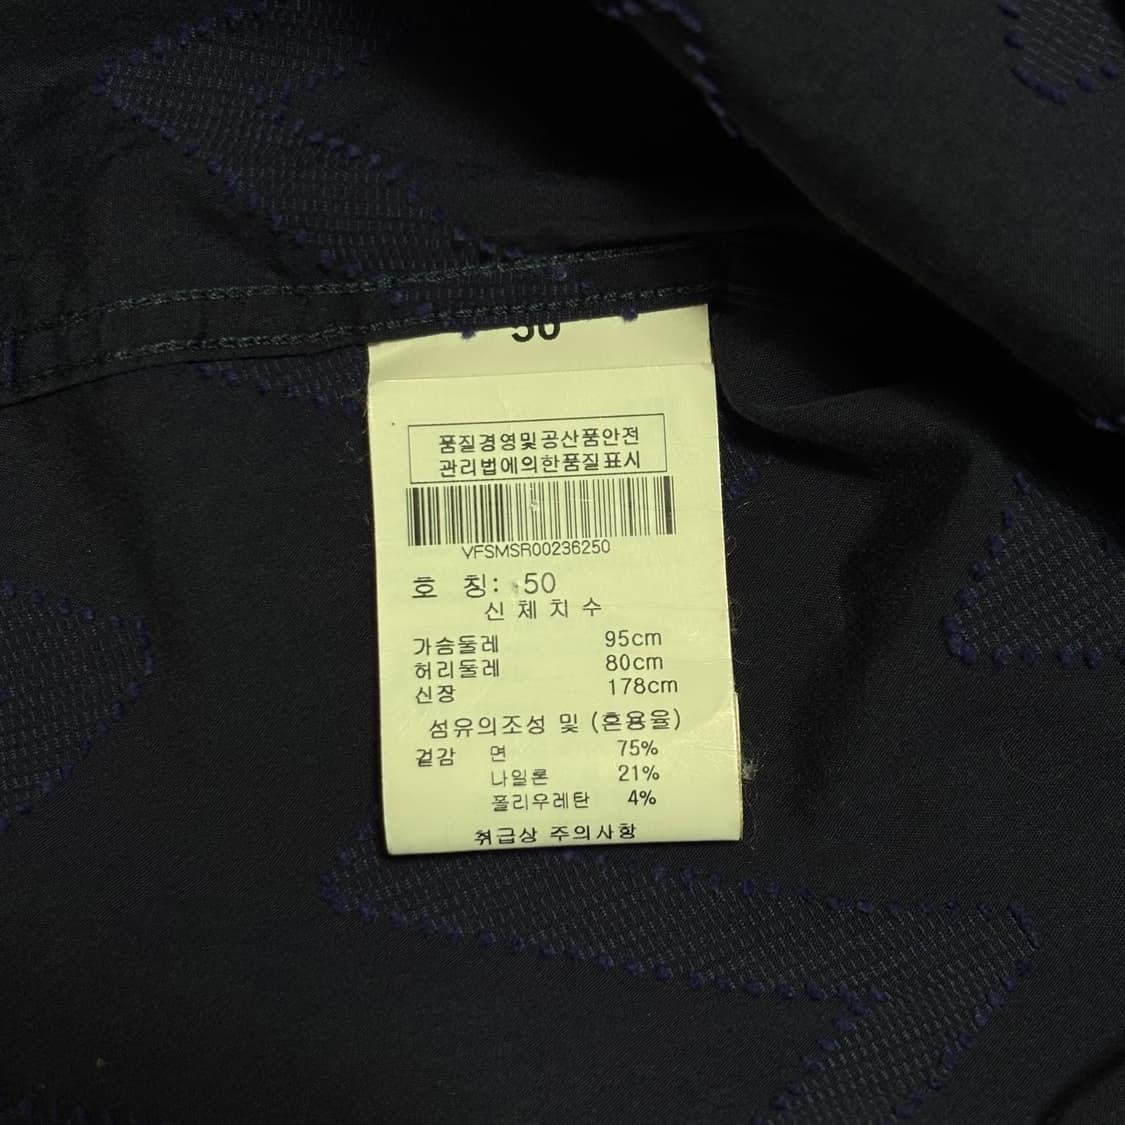 50
품질경영및공산품안전
관리법에의한품질표시
VFSMSR00236250
호 칭: 50
신 체 치 수
가슴둘레 95cm
허리둘레 80cm
신장 178cm
섬유의조성 및 (혼용율)
겉감 면 75%
나일론 21%
폴리우레탄 4%
취급상 주의사항